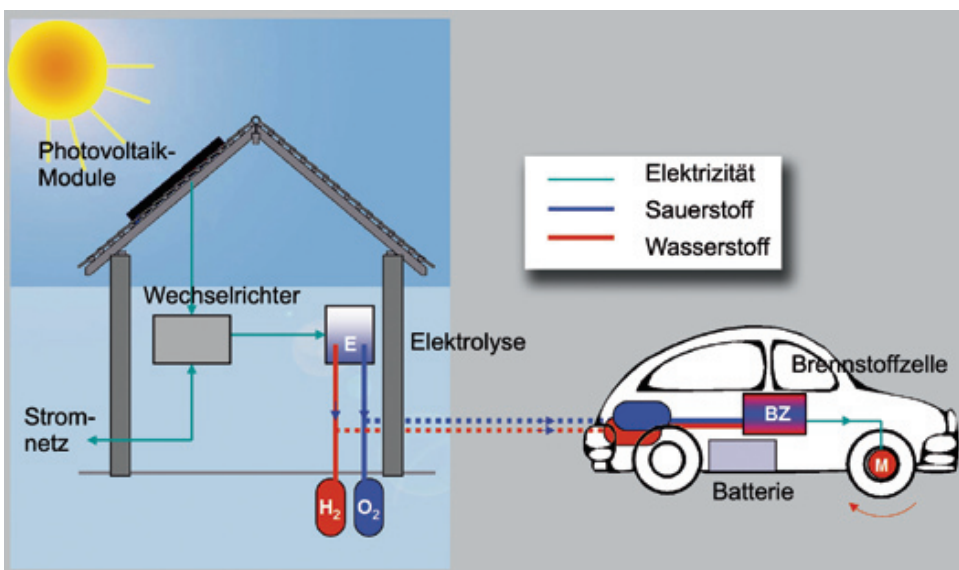 Photovoltaik-
Module
Elektrizität
Sauerstoff
Wasserstoff
Wechselrichter
E
Elektrolyse
Strom-
netz
H2
O2
Brennstoffzelle
BZ
M
Batterie